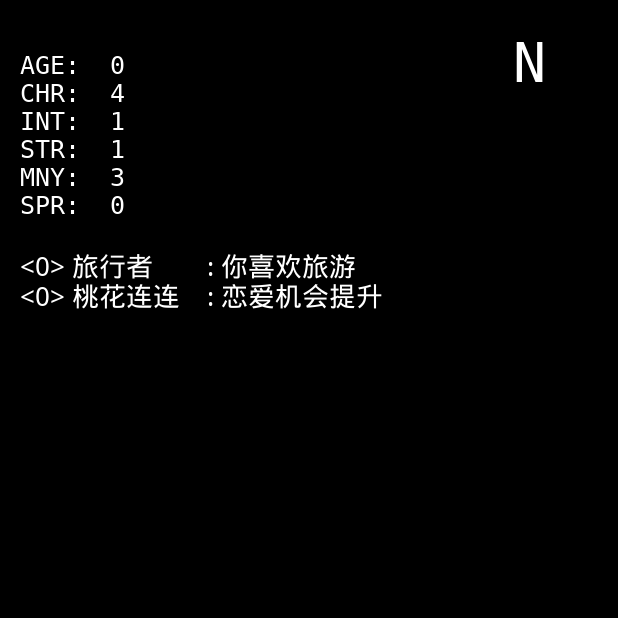 N
AGE: 0
CHR: 4
INT: 1
STR: 1
MNY: 3
SPR: 0
<O> 旅行者 :你喜欢旅游
<O> 桃花连连 :恋爱机会提升